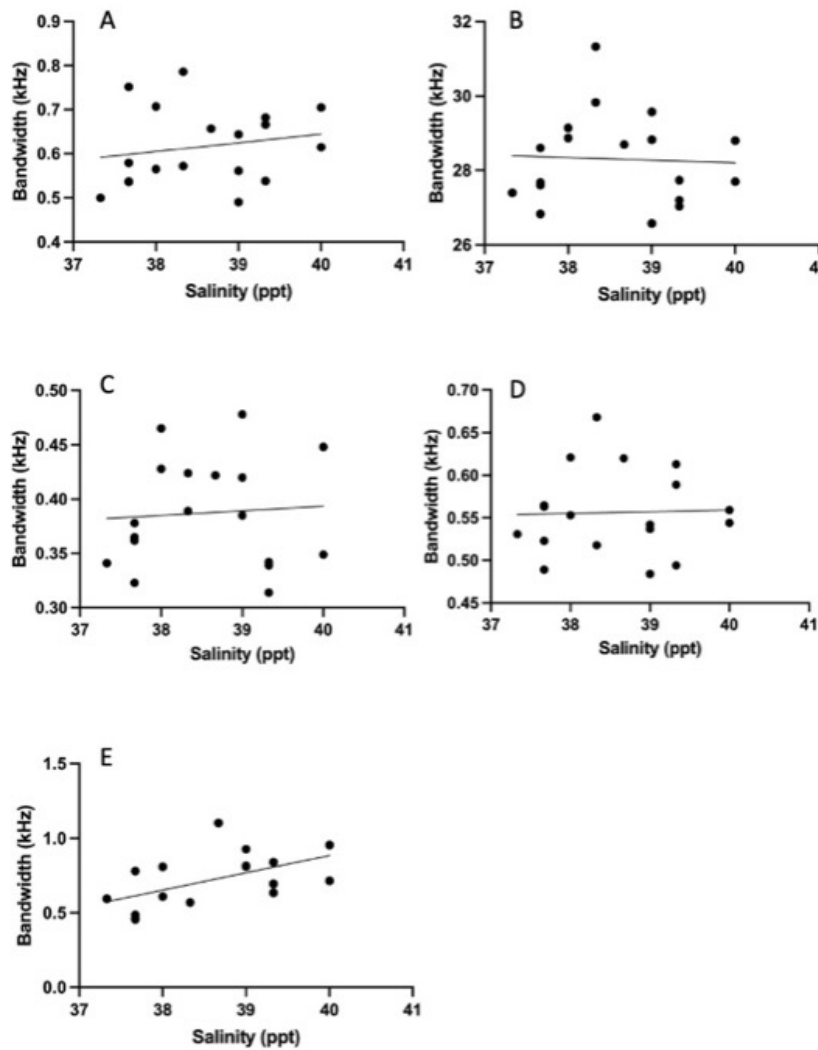 A
Bandwidth (kHz)
0.9
0.8
0.7
0.6
0.5
0.4
37 38 39 40 41
Salinity (ppt)
B
Bandwidth (kHz)
32
30
28
26
37 38 39 40
Salinity (ppt)
C
Bandwidth (kHz)
0.50
0.45
0.40
0.35
0.30
37 38 39 40 41
Salinity (ppt)
D
Bandwidth (kHz)
0.70
0.65
0.60
0.55
0.50
0.45
37 38 39 40 41
Salinity (ppt)
E
Bandwidth (kHz)
1.5
1.0
0.5
0.0
37 38 39 40 41
Salinity (ppt)